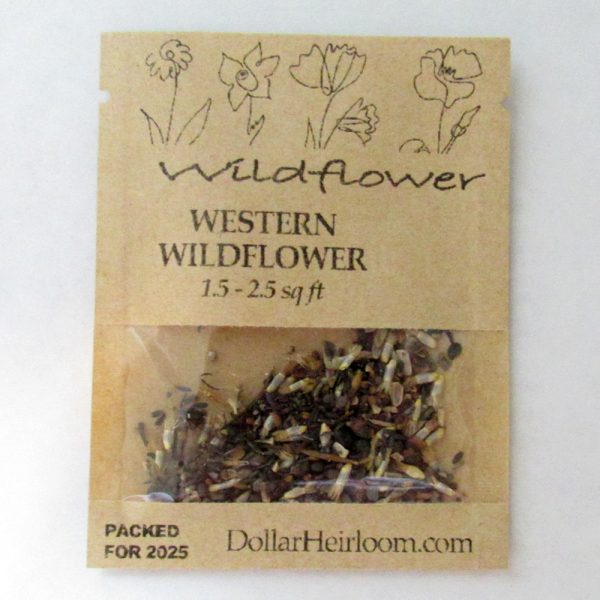 Wildflower
WESTERN
WILDFLOWER
1.5 - 2.5 sq ft
PACKED
FOR 2025
DollarHeirloom.com